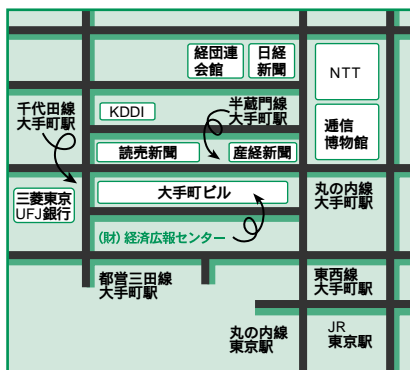 経団連
会館
日経
新聞
NTT
千代田線
大手町駅
KDDI
半蔵門線
大手町駅
逓信
博物館
読売新聞
産経新聞
三菱東京
UFJ銀行
大手町ビル
丸の内線
大手町駅
(財)経済広報センター
都営三田線
大手町駅
東西線
大手町駅
丸の内線
東京駅
JR
東京駅